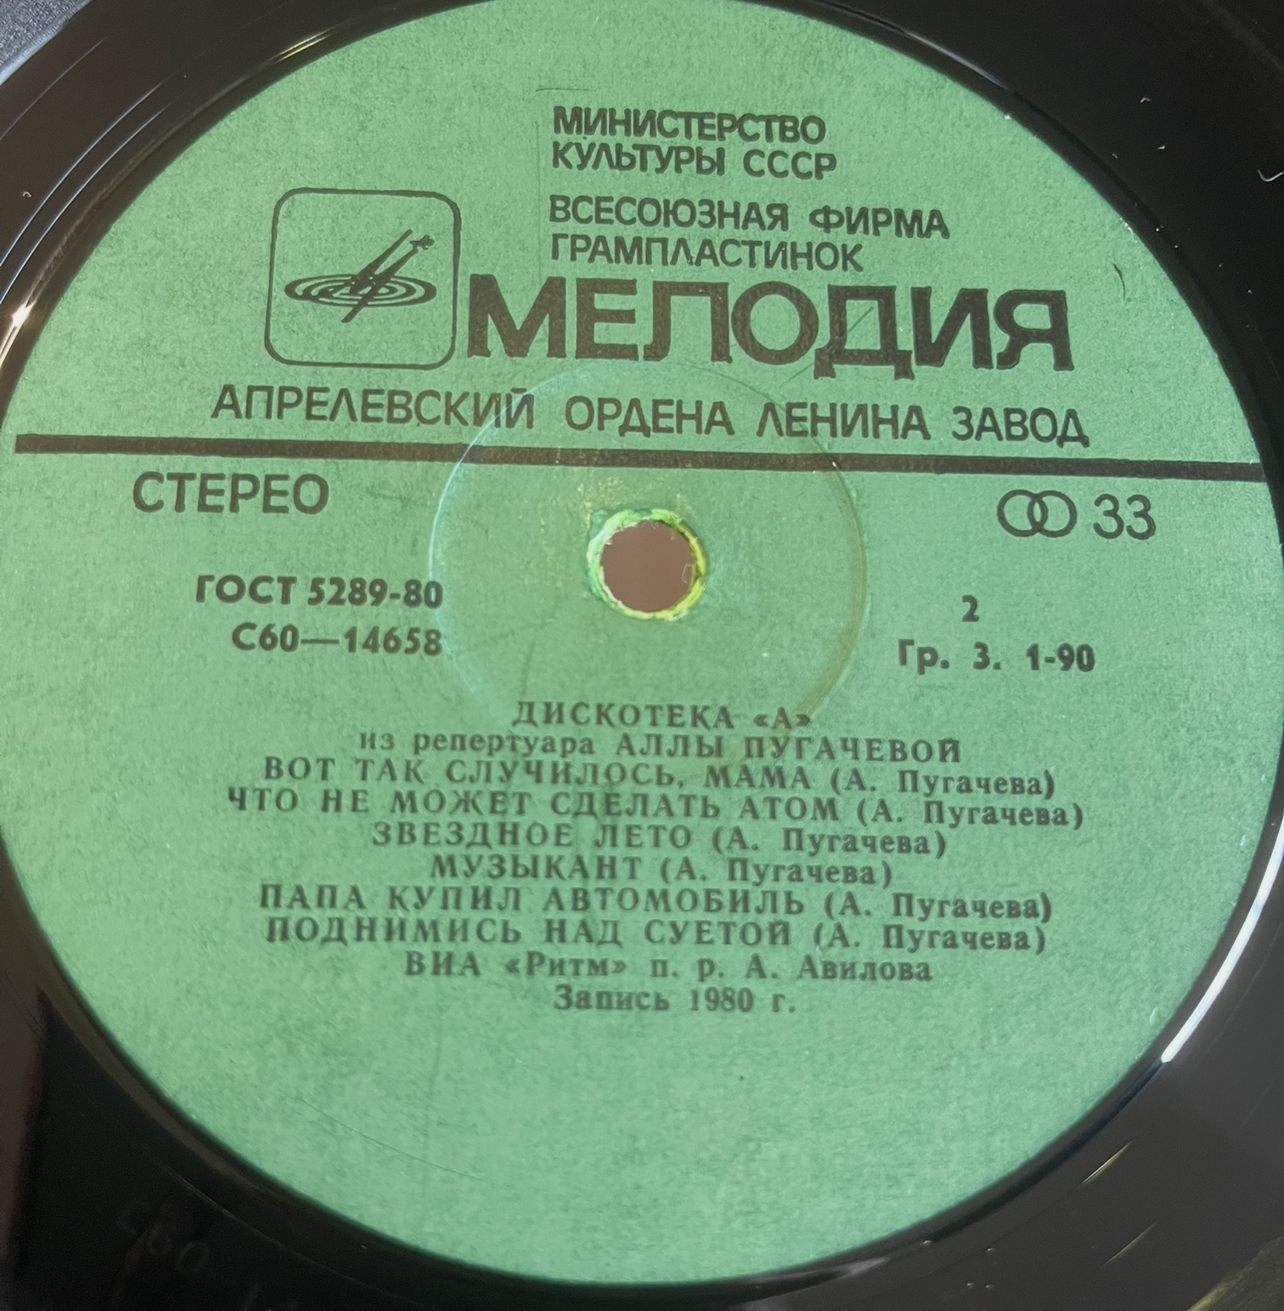 МИНИСТЕРСТВО
КУЛЬТУРЫ СССР
ВСЕСОЮЗНАЯ ФИРМА
ГРАМПЛАСТИНОК
МЕЛОДИЯ
АПРЕЛЕВСКИЙ ОРДЕНА ЛЕНИНА ЗАВОД
СТЕРЕО
33
ГОСТ 5289-80
С60—14658
2
Гр. 3. 1-90
ДИСКОТЕКА «А»
из репертуара АЛЛЫ ПУГАЧЕВОЙ
ВОТ ТАК СЛУЧИЛОСЬ, МАМА (А. Пугачева)
ЧТО НЕ МОЖЕТ СДЕЛАТЬ АТОМ (А. Пугачева)
ЗВЕЗДНОЕ ЛЕТО (А. Пугачева)
МУЗЫКАНТ (А. Пугачева)
ПАПА КУПИЛ АВТОМОБИЛЬ (А. Пугачева)
ПОДНИМИСЬ НАД СУЕТОЙ (А. Пугачева)
ВИА «Ритм» п. р. А. Авилова
Запись 1980 г.